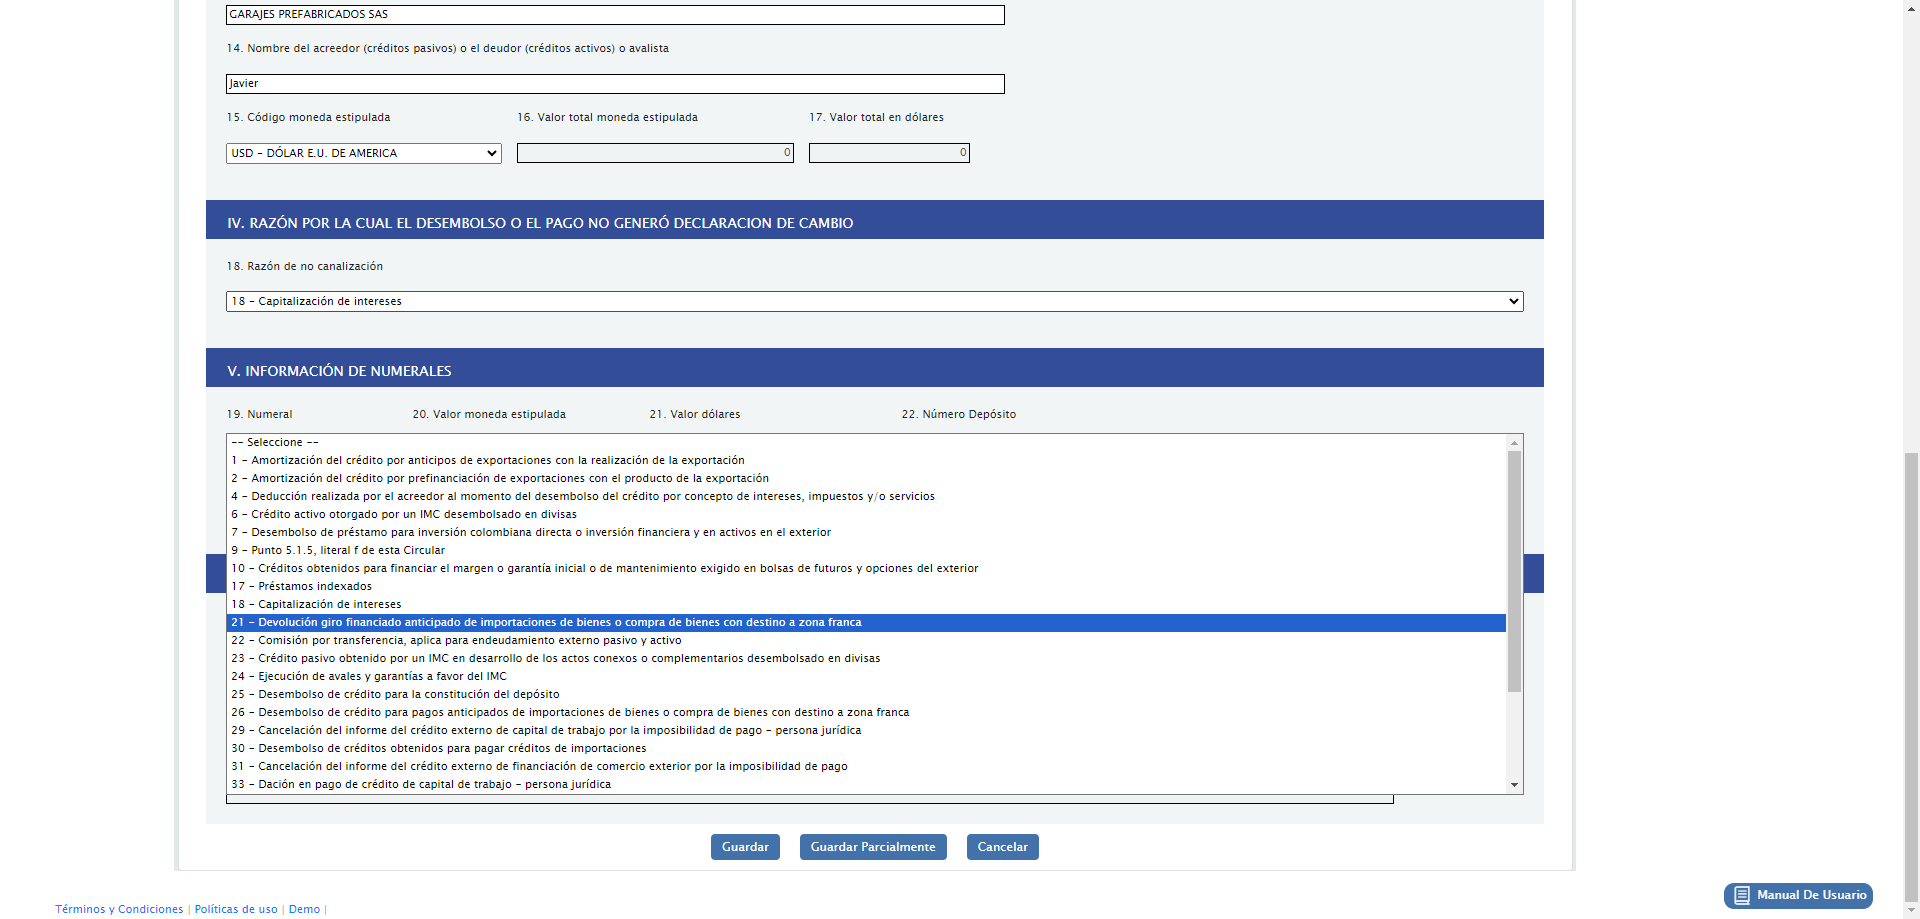 GARAJES PREFABRICADOS SAS
14. Nombre del acreedor (créditos pasivos) o el deudor (créditos activos) o avalista
Javier
15. Código moneda estipulada 16. Valor total moneda estipulada 17. Valor total en dólares
USD - DÓLAR E.U. DE AMERICA 0 0
IV. RAZÓN POR LA CUAL EL DESEMBOLSO O EL PAGO NO GENERÓ DECLARACION DE CAMBIO
18. Razón de no canalización
18 - Capitalización de intereses
V. INFORMACIÓN DE NUMERALES
19. Numeral 20. Valor moneda estipulada 21. Valor dólares 22. Número Depósito
-- Seleccione --
1 - Amortización del crédito por anticipos de exportaciones con la realización de la exportación
2 - Amortización del crédito por prefinanciación de exportaciones con el producto de la exportación
4 - Deducción realizada por el acreedor al momento del desembolso del crédito por concepto de intereses, impuestos y/o servicios
6 - Crédito activo otorgado por un IMC desembolsado en divisas
7 - Desembolso de préstamo para inversión colombiana directa o inversión financiera y en activos en el exterior
9 - Punto 5.1.5, literal f de esta Circular
10 - Créditos obtenidos para financiar el margen o garantía inicial o de mantenimiento exigido en bolsas de futuros y opciones del exterior
17 - Préstamos indexados
18 - Capitalización de intereses
21 - Devolución giro financiado anticipado de importaciones de bienes o compra de bienes con destino a zona franca
22 - Comisión por transferencia, aplica para endeudamiento externo pasivo y activo
23 - Crédito pasivo obtenido por un IMC en desarrollo de los actos conexos o complementarios desembolsado en divisas
24 - Ejecución de avales y garantías a favor del IMC
25 - Desembolso de crédito para la constitución del depósito
26 - Desembolso de crédito para pagos anticipados de importaciones de bienes o compra de bienes con destino a zona franca
29 - Cancelación del informe del crédito externo de capital de trabajo por la imposibilidad de pago - persona jurídica
30 - Desembolso de créditos obtenidos para pagar créditos de importaciones
31 - Cancelación del informe del crédito externo de financiación de comercio exterior por la imposibilidad de pago
33 - Dación en pago de crédito de capital de trabajo - persona jurídica
Guardar Guardar Parcialmente Cancelar
Manual De Usuario
Términos y Condiciones | Políticas de uso | Demo |